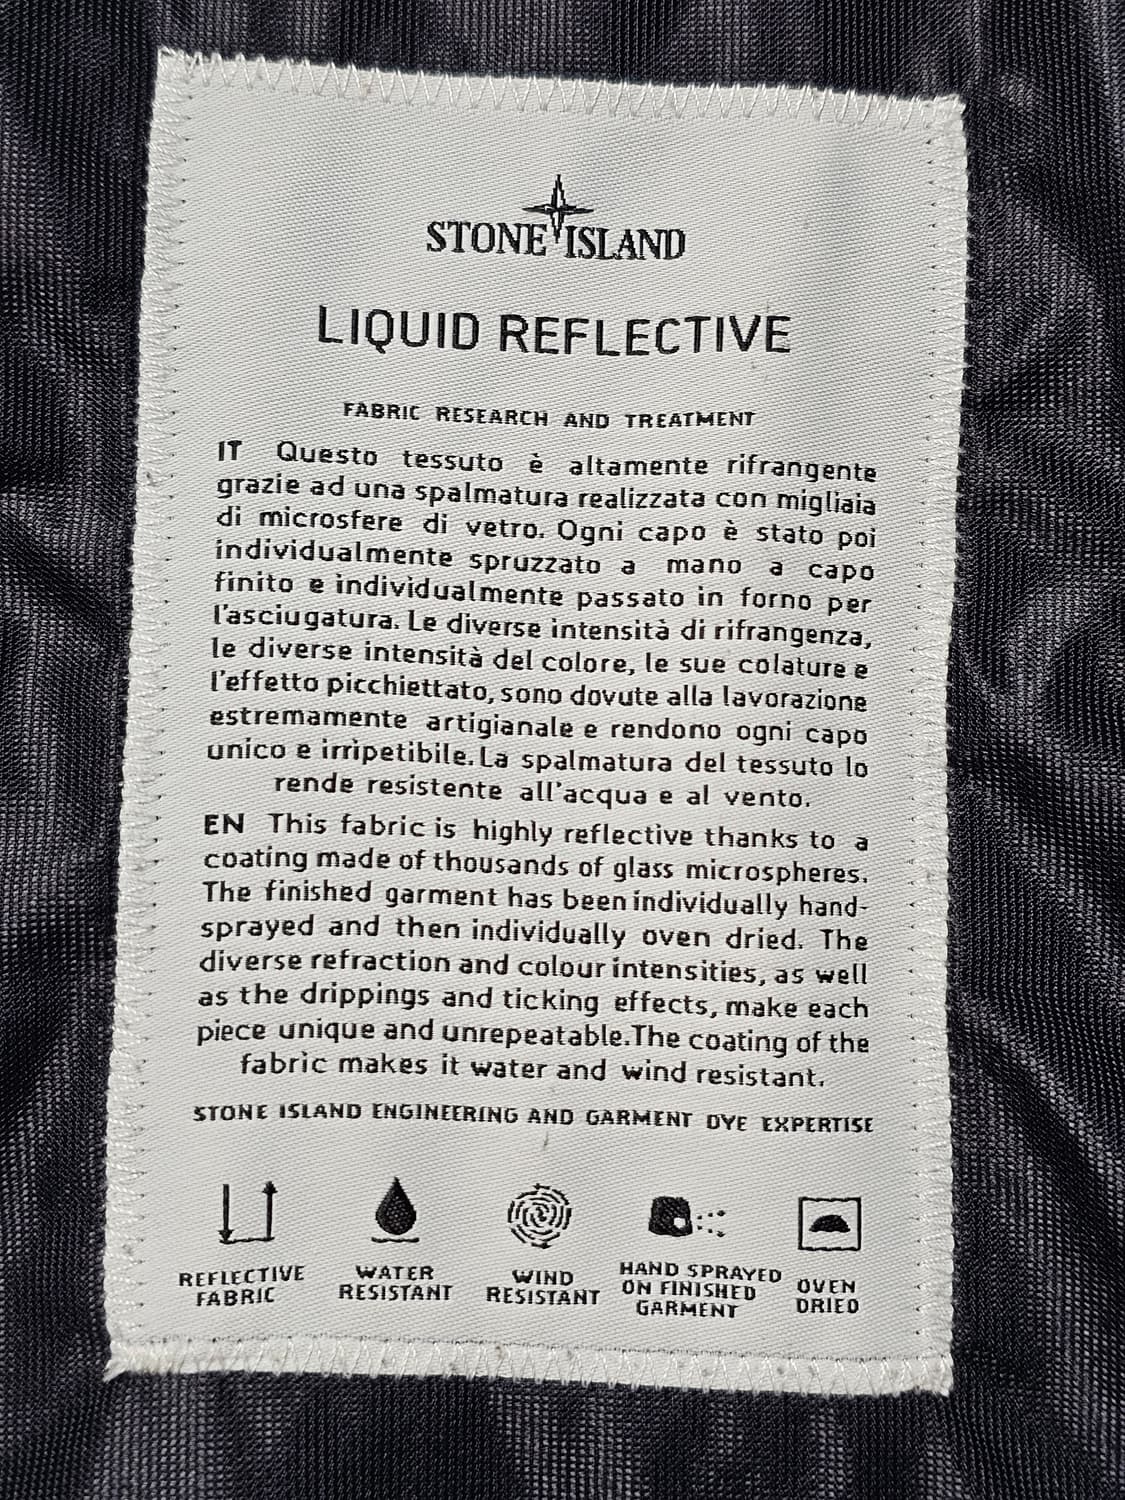 STONE ISLAND
LIQUID REFLECTIVE
FABRIC RESEARCH AND TREATMENT
IT Questo tessuto è altamente rifrangente
grazie ad una spalmatura realizzata con migliaia
di microsfere di vetro. Ogni capo è stato poi
individualmente spruzzato a mano a capo
finito e individualmente passato in forno per
l'asciugatura. Le diverse intensità di rifrangenza,
le diverse intensità del colore, le sue colature e
l'effetto picchiettato, sono dovute alla lavorazione
estremamente artigianale e rendono ogni capo
unico e irripetibile. La spalmatura del tessuto lo
rende resistente all'acqua e al vento.
EN This fabric is highly reflective thanks to a
coating made of thousands of glass microspheres.
The finished garment has been individually hand-
sprayed and then individually oven dried. The
diverse refraction and colour intensities, as well
as the drippings and ticking effects, make each
piece unique and unrepeatable.The coating of the
fabric makes it water and wind resistant.
STONE ISLAND ENGINEERING AND GARMENT DYE EXPERTISE
REFLECTIVE
FABRIC
WATER
RESISTANT
WIND
RESISTANT
HAND SPRAYED
ON FINISHED
GARMENT
OVEN
DRIED